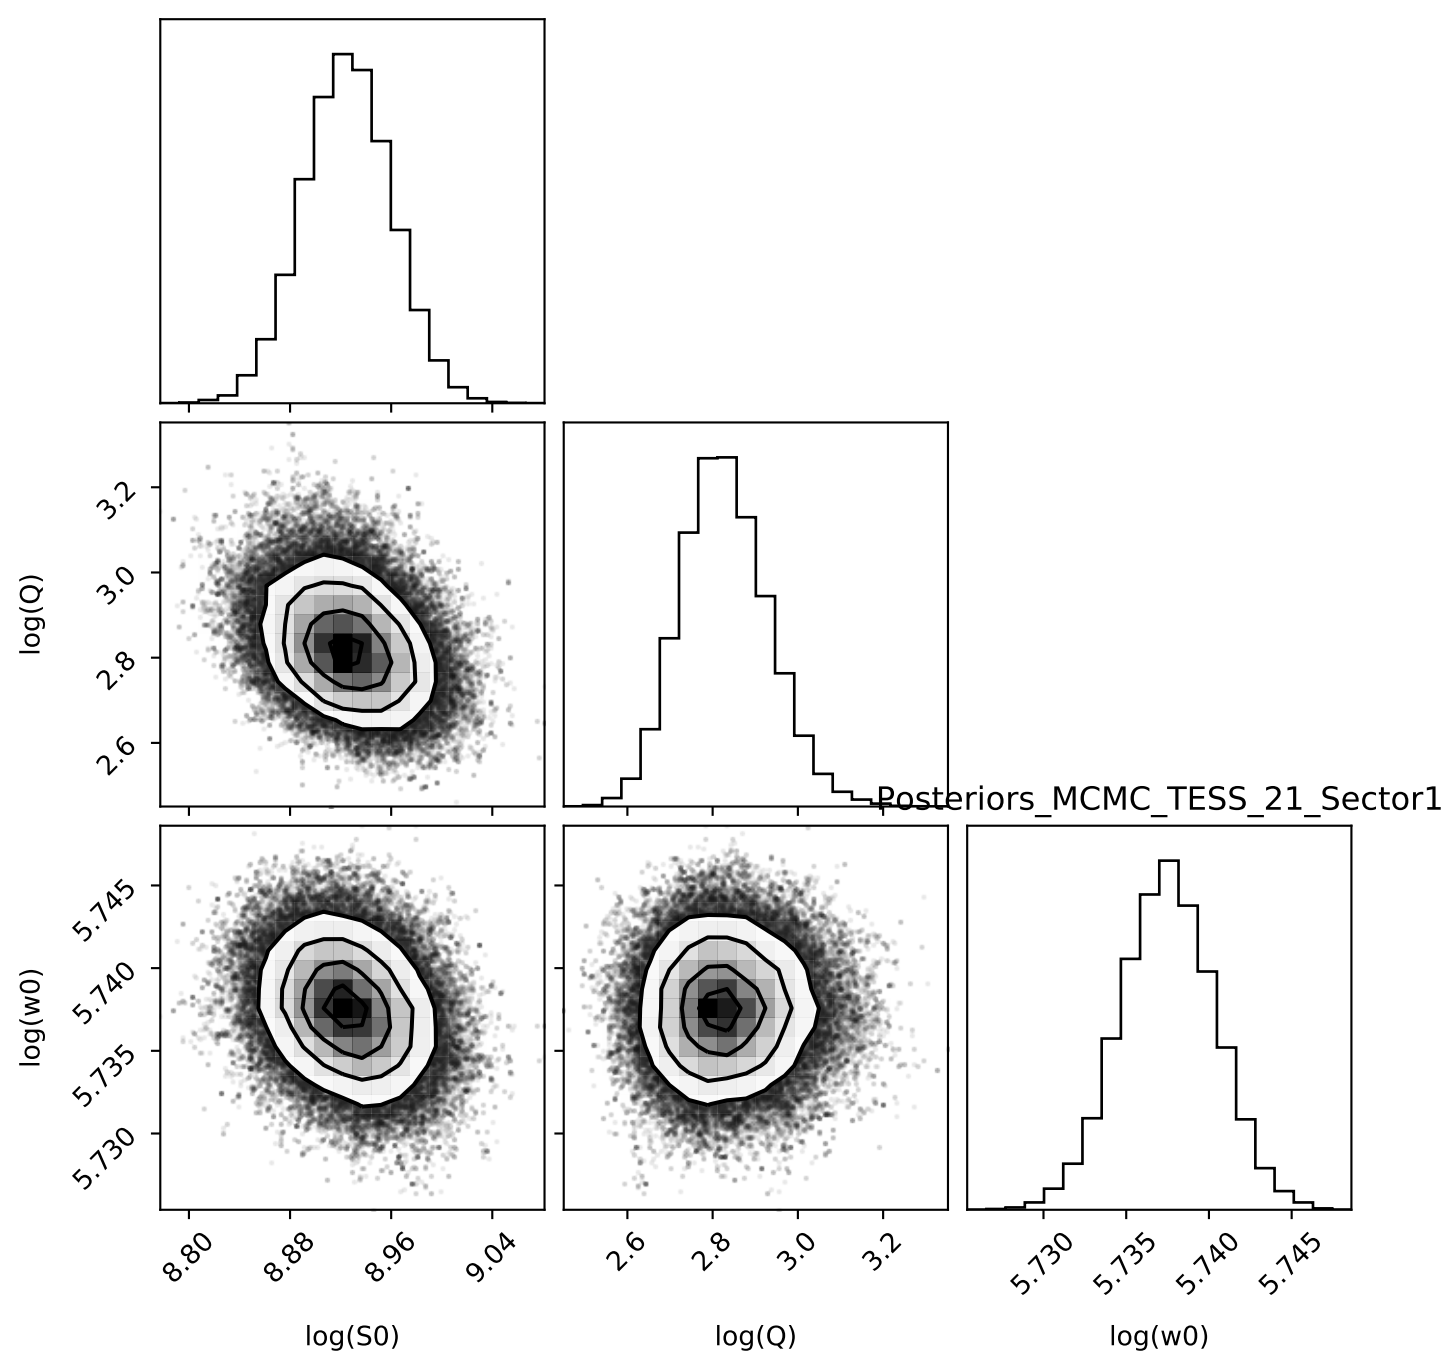 3.2
3.0
2.8
2.6
log(Q)
Posteriors_MCMC_TESS_21_Sector1
5.745
5.740
5.735
5.730
log(w0)
8.80 8.88 8.96 9.04 2.6 2.8 3.0 3.2 5.730 5.735 5.740 5.745
log(S0) log(Q) log(w0)